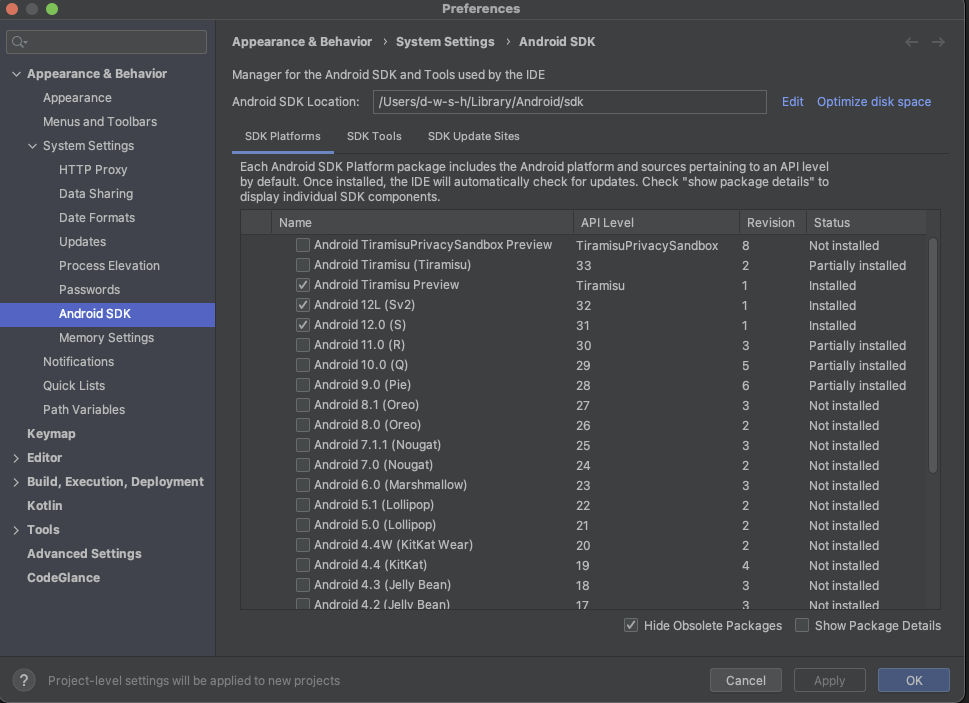 Preferences
Appearance & Behavior
Appearance
Menus and Toolbars
System Settings
HTTP Proxy
Data Sharing
Date Formats
Updates
Process Elevation
Passwords
Android SDK
Memory Settings
Notifications
Quick Lists
Path Variables
Keymap
Editor
Build, Execution, Deployment
Kotlin
Tools
Advanced Settings
CodeGlance
Appearance & Behavior › System Settings › Android SDK
Manager for the Android SDK and Tools used by the IDE
Android SDK Location: /Users/d-w-s-h/Library/Android/sdk Edit Optimize disk space
SDK Platforms SDK Tools SDK Update Sites
Each Android SDK Platform package includes the Android platform and sources pertaining to an API level
by default. Once installed, the IDE will automatically check for updates. Check "show package details" to
display individual SDK components.
Name API Level Revision Status
Android TiramisuPrivacySandbox Preview TiramisuPrivacySandbox 8 Not installed
Android Tiramisu (Tiramisu) 33 2 Partially installed
Android Tiramisu Preview Tiramisu 1 Installed
Android 12L (Sv2) 32 1 Installed
Android 12.0 (S) 31 1 Installed
Android 11.0 (R) 30 3 Partially installed
Android 10.0 (Q) 29 5 Partially installed
Android 9.0 (Pie) 28 6 Partially installed
Android 8.1 (Oreo) 27 3 Not installed
Android 8.0 (Oreo) 26 2 Not installed
Android 7.1.1 (Nougat) 25 3 Not installed
Android 7.0 (Nougat) 24 2 Not installed
Android 6.0 (Marshmallow) 23 3 Not installed
Android 5.1 (Lollipop) 22 2 Not installed
Android 5.0 (Lollipop) 21 2 Not installed
Android 4.4W (KitKat Wear) 20 2 Not installed
Android 4.4 (KitKat) 19 4 Not installed
Android 4.3 (Jelly Bean) 18 3 Not installed
Android 4.2 (Jelly Bean) 17 3 Not installed
Hide Obsolete Packages Show Package Details
? Project-level settings will be applied to new projects
Cancel Apply OK